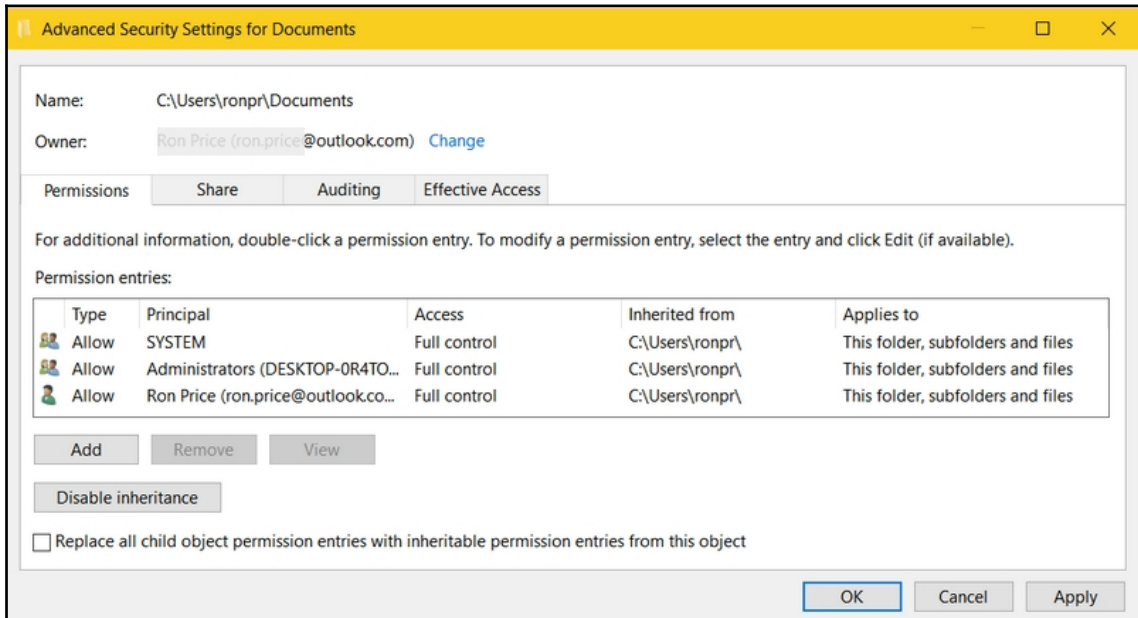 Advanced Security Settings for Documents
Name: C:\Users\ronpr\Documents
Owner: Ron Price (ron.price@outlook.com) Change
Permissions Share Auditing Effective Access
For additional information, double-click a permission entry. To modify a permission entry, select the entry and click Edit (if available).
Permission entries:
Type Principal Access Inherited from Applies to
Allow SYSTEM Full control C:\Users\ronpr\ This folder, subfolders and files
Allow Administrators (DESKTOP-0R4TO... Full control C:\Users\ronpr\ This folder, subfolders and files
Allow Ron Price (ron.price@outlook.co... Full control C:\Users\ronpr\ This folder, subfolders and files
Add Remove View
Disable inheritance
Replace all child object permission entries with inheritable permission entries from this object
OK Cancel Apply